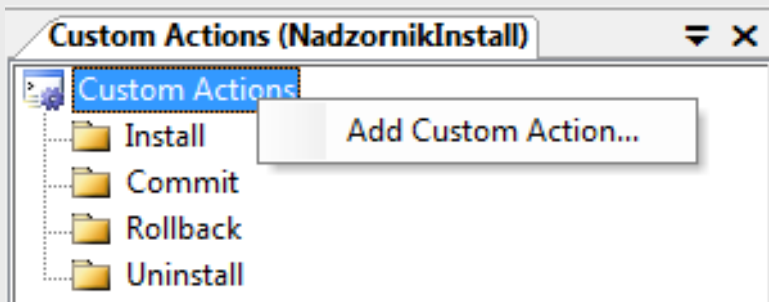 Custom Actions (NadzornikInstall)
Custom Actions
Install
Add Custom Action...
Commit
Rollback
Uninstall